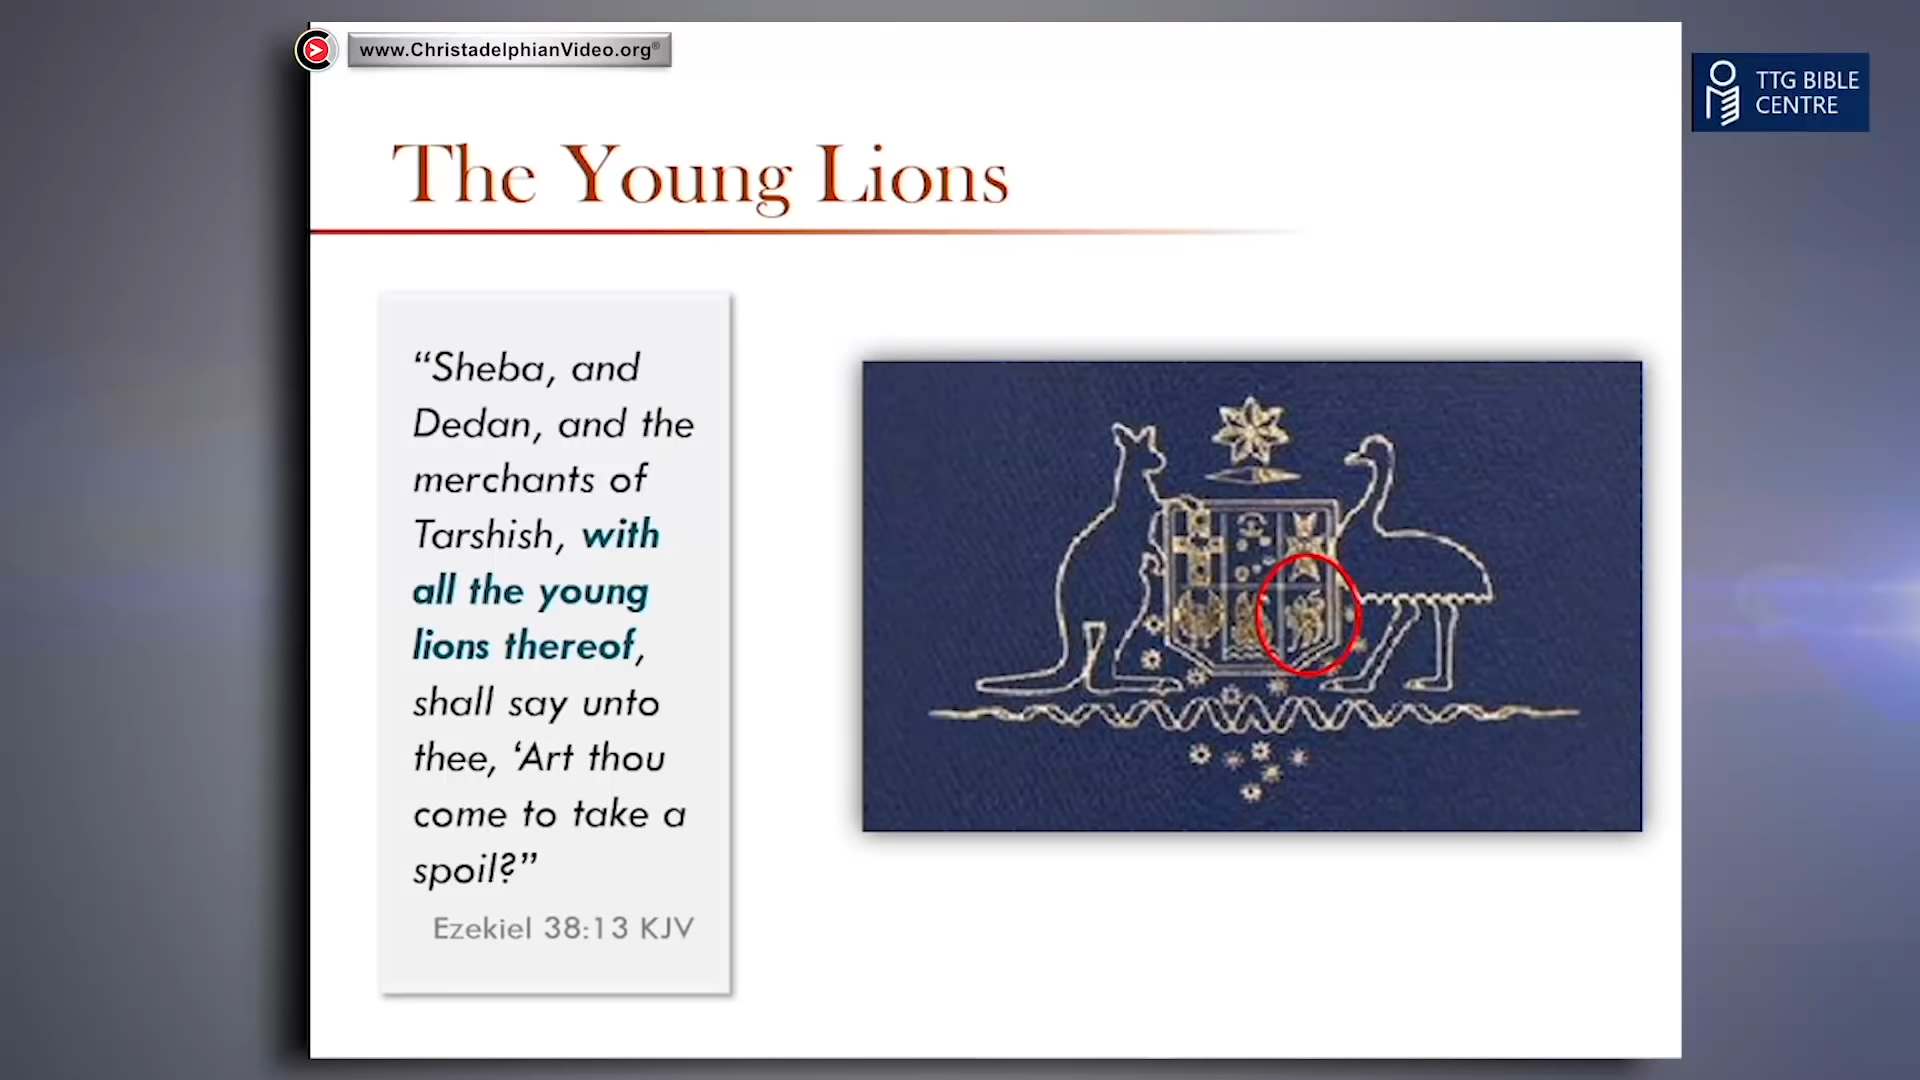 www.ChristadelphianVideo.org®
TTG BIBLE
CENTRE
The Young Lions
“Sheba, and
Dedan, and the
merchants of
Tarshish, with
all the young
lions thereof,
shall say unto
thee, ‘Art thou
come to take a
spoil?”
Ezekiel 38:13 KJV